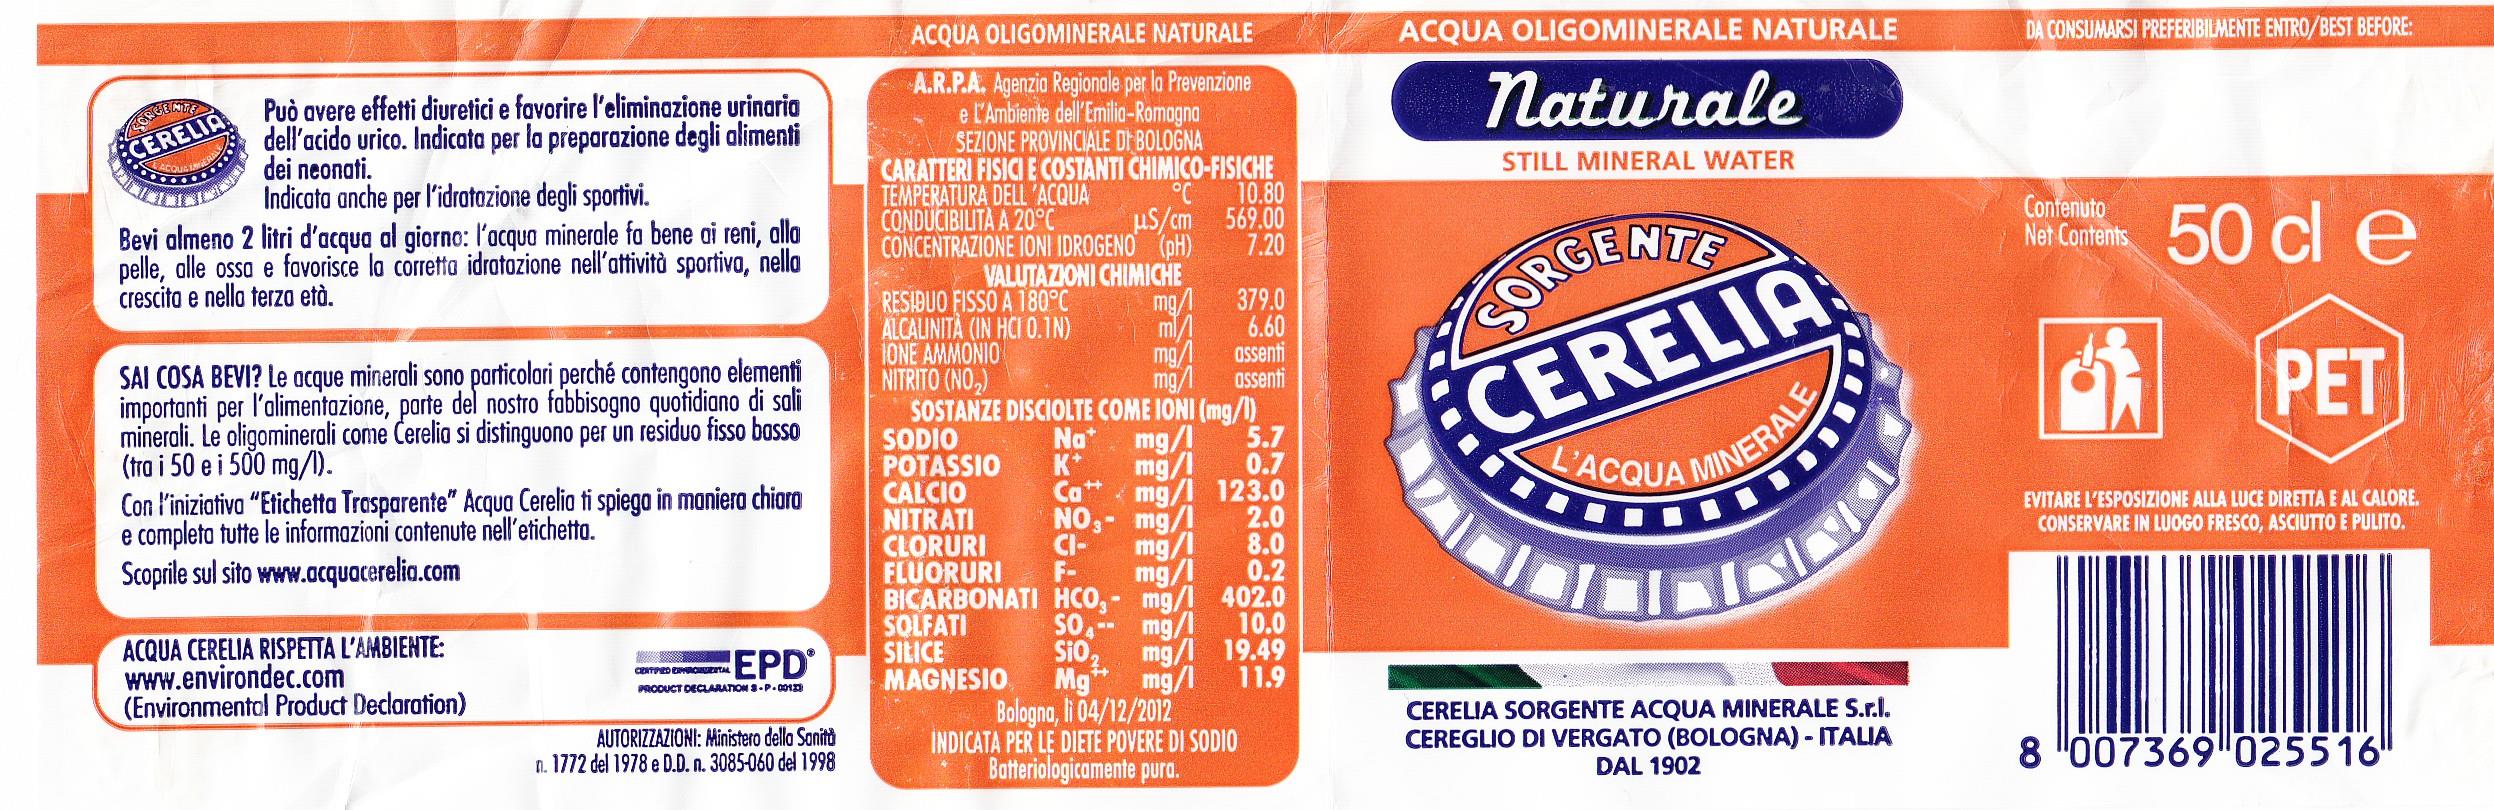 ACQUA OLIGOMINERALE NATURALE
ACQUA OLIGOMINERALE NATURALE
DA CONSUMARSI PREFERIBILMENTE ENTRO/BEST BEFORE:
SORGENTE
CERELIA
L'ACQUA MINERALE
Può avere effetti diuretici e favorire l'eliminazione urinaria
dell'acido urico. Indicata per la preparazione degli alimenti
dei neonati.
Indicata anche per l'idratazione degli sportivi.
Bevi almeno 2 litri d'acqua al giorno: l'acqua minerale fa bene ai reni, alla
pelle, alle ossa e favorisce la corretta idratazione nell'attività sportiva, nella
crescita e nella terza età.
SAI COSA BEVI? Le acque minerali sono particolari perché contengono elementi
importanti per l'alimentazione, parte del nostro fabbisogno quotidiano di sali
minerali. Le oligominerali come Cerelia si distinguono per un residuo fisso basso
(tra i 50 e i 500 mg/l).
Con l'iniziativa "Etichetta Trasparente" Acqua Cerelia ti spiega in maniera chiara
e completa tutte le informazioni contenute nell'etichetta.
Scoprile sul sito www.acquacerelia.com
ACQUA CERELIA RISPETTA L'AMBIENTE:
www.environdec.com
(Environmental Product Declaration)
EPD®
CERTIFIED ENVIRONMENTAL
PRODUCT DECLARATION S-P-00123
AUTORIZZAZIONI: Ministero della Sanità
n. 1772 del 1978 e D.D. n. 3085-060 del 1998
A.R.P.A. Agenzia Regionale per la Prevenzione
e L'Ambiente dell'Emilia-Romagna
SEZIONE PROVINCIALE DI BOLOGNA
CARATTERI FISICI E COSTANTI CHIMICO-FISICHE
TEMPERATURA DELL'ACQUA °C 10.80
CONDUCIBILITÀ A 20°C µS/cm 569.00
CONCENTRAZIONE IONI IDROGENO (pH) 7.20
VALUTAZIONI CHIMICHE
RESIDUO FISSO A 180°C mg/l 379.0
ALCALINITÀ (IN HCl 0.1N) ml/l 6.60
IONE AMMONIO mg/l assenti
NITRITO (NO₂) mg/l assenti
SOSTANZE DISCIOLTE COME IONI (mg/l)
SODIO Na⁺ mg/l 5.7
POTASSIO K⁺ mg/l 0.7
CALCIO Ca⁺⁺ mg/l 123.0
NITRATI NO₃- mg/l 2.0
CLORURI Cl- mg/l 8.0
FLUORURI F- mg/l 0.2
BICARBONATI HCO₃- mg/l 402.0
SOLFATI SO₄-- mg/l 10.0
SILICE SiO₂ mg/l 19.49
MAGNESIO Mg⁺⁺ mg/l 11.9
Bologna, lì 04/12/2012
INDICATA PER LE DIETE POVERE DI SODIO
Batteriologicamente pura.
Naturale
STILL MINERAL WATER
SORGENTE
CERELIA
L'ACQUA MINERALE
CERELIA SORGENTE ACQUA MINERALE S.r.l.
CEREGLIO DI VERGATO (BOLOGNA) - ITALIA
DAL 1902
Contenuto
Net Contents
50 cl e
PET
EVITARE L'ESPOSIZIONE ALLA LUCE DIRETTA E AL CALORE.
CONSERVARE IN LUOGO FRESCO, ASCIUTTO E PULITO.
8 007369 025516